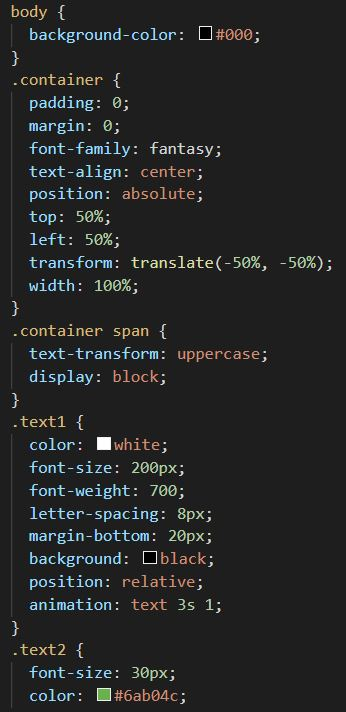 body {
  background-color: #000;
}
.container {
  padding: 0;
  margin: 0;
  font-family: fantasy;
  text-align: center;
  position: absolute;
  top: 50%;
  left: 50%;
  transform: translate(-50%, -50%);
  width: 100%;
}
.container span {
  text-transform: uppercase;
  display: block;
}
.text1 {
  color: white;
  font-size: 200px;
  font-weight: 700;
  letter-spacing: 8px;
  margin-bottom: 20px;
  background: black;
  position: relative;
  animation: text 3s 1;
}
.text2 {
  font-size: 30px;
  color: #6ab04c;